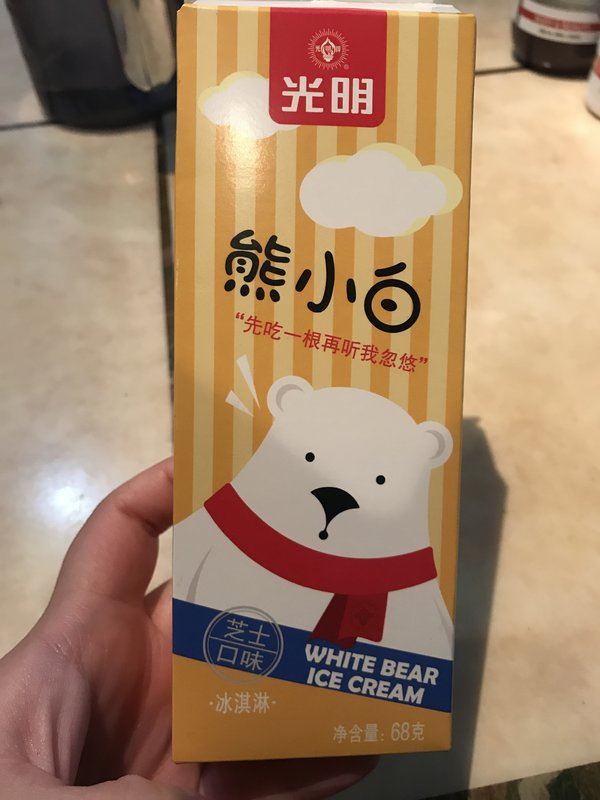 光明
熊小白
“先吃一根再听我忽悠”
芝士
口味
WHITE BEAR
ICE CREAM
·冰淇淋·
净含量: 68克